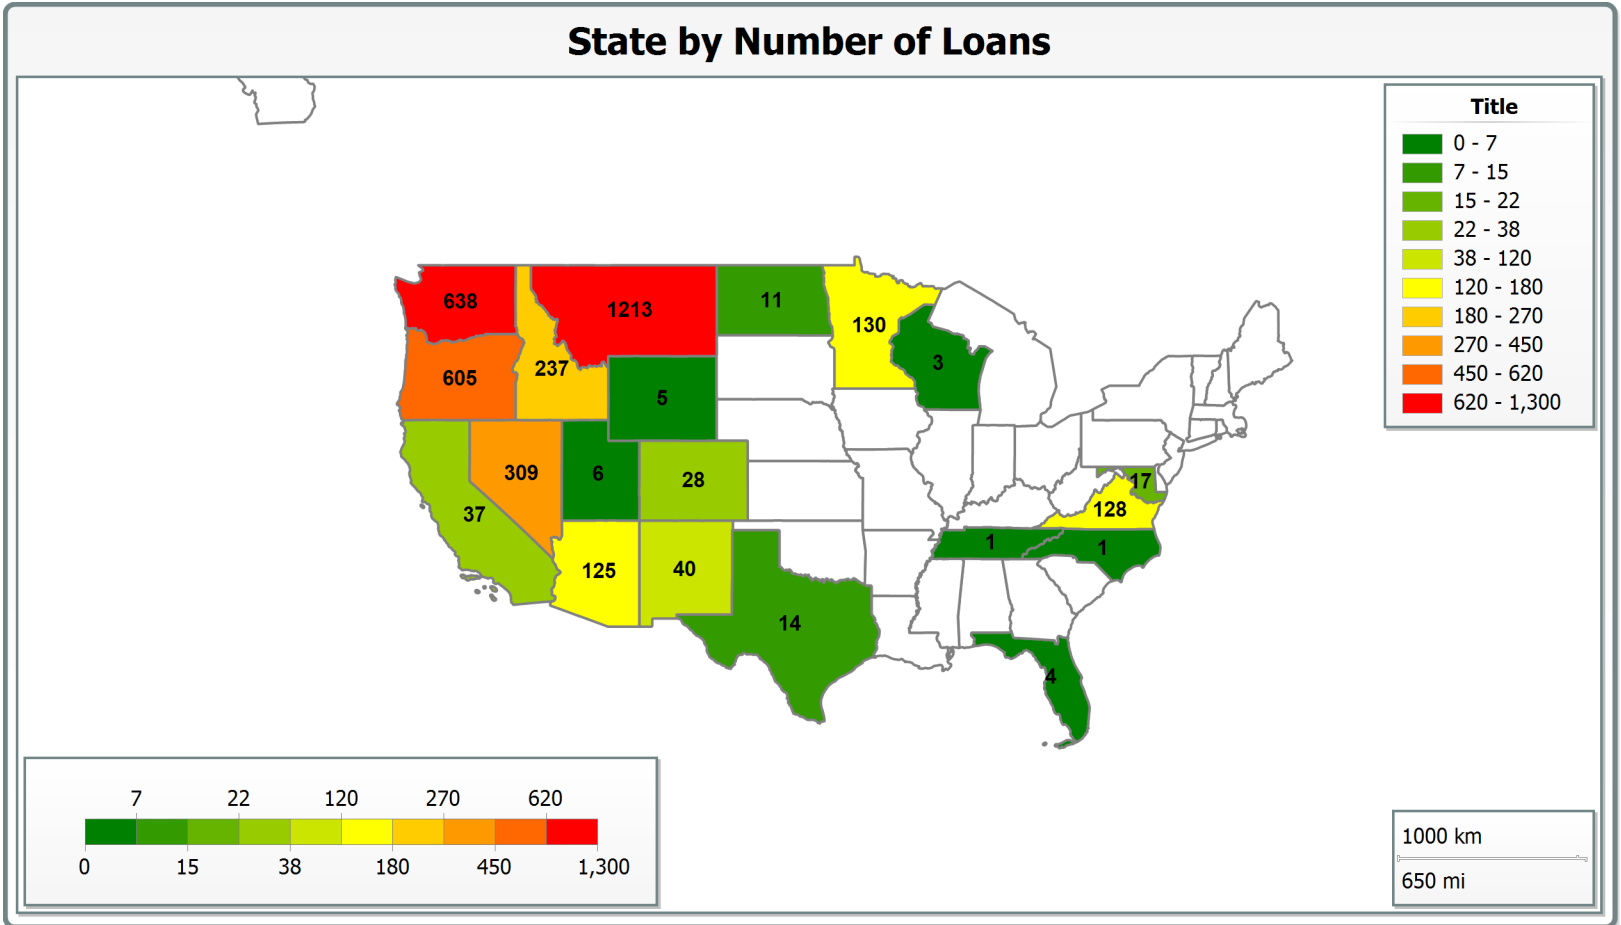 State by Number of Loans
Title
0 - 7
7 - 15
15 - 22
22 - 38
38 - 120
120 - 180
180 - 270
270 - 450
450 - 620
620 - 1,300
638
1213
11
130
3
605
237
5
309
6
28
37
17
128
1
1
125
40
14
4
7 22 120 270 620
0 15 38 180 450 1,300
1000 km
650 mi